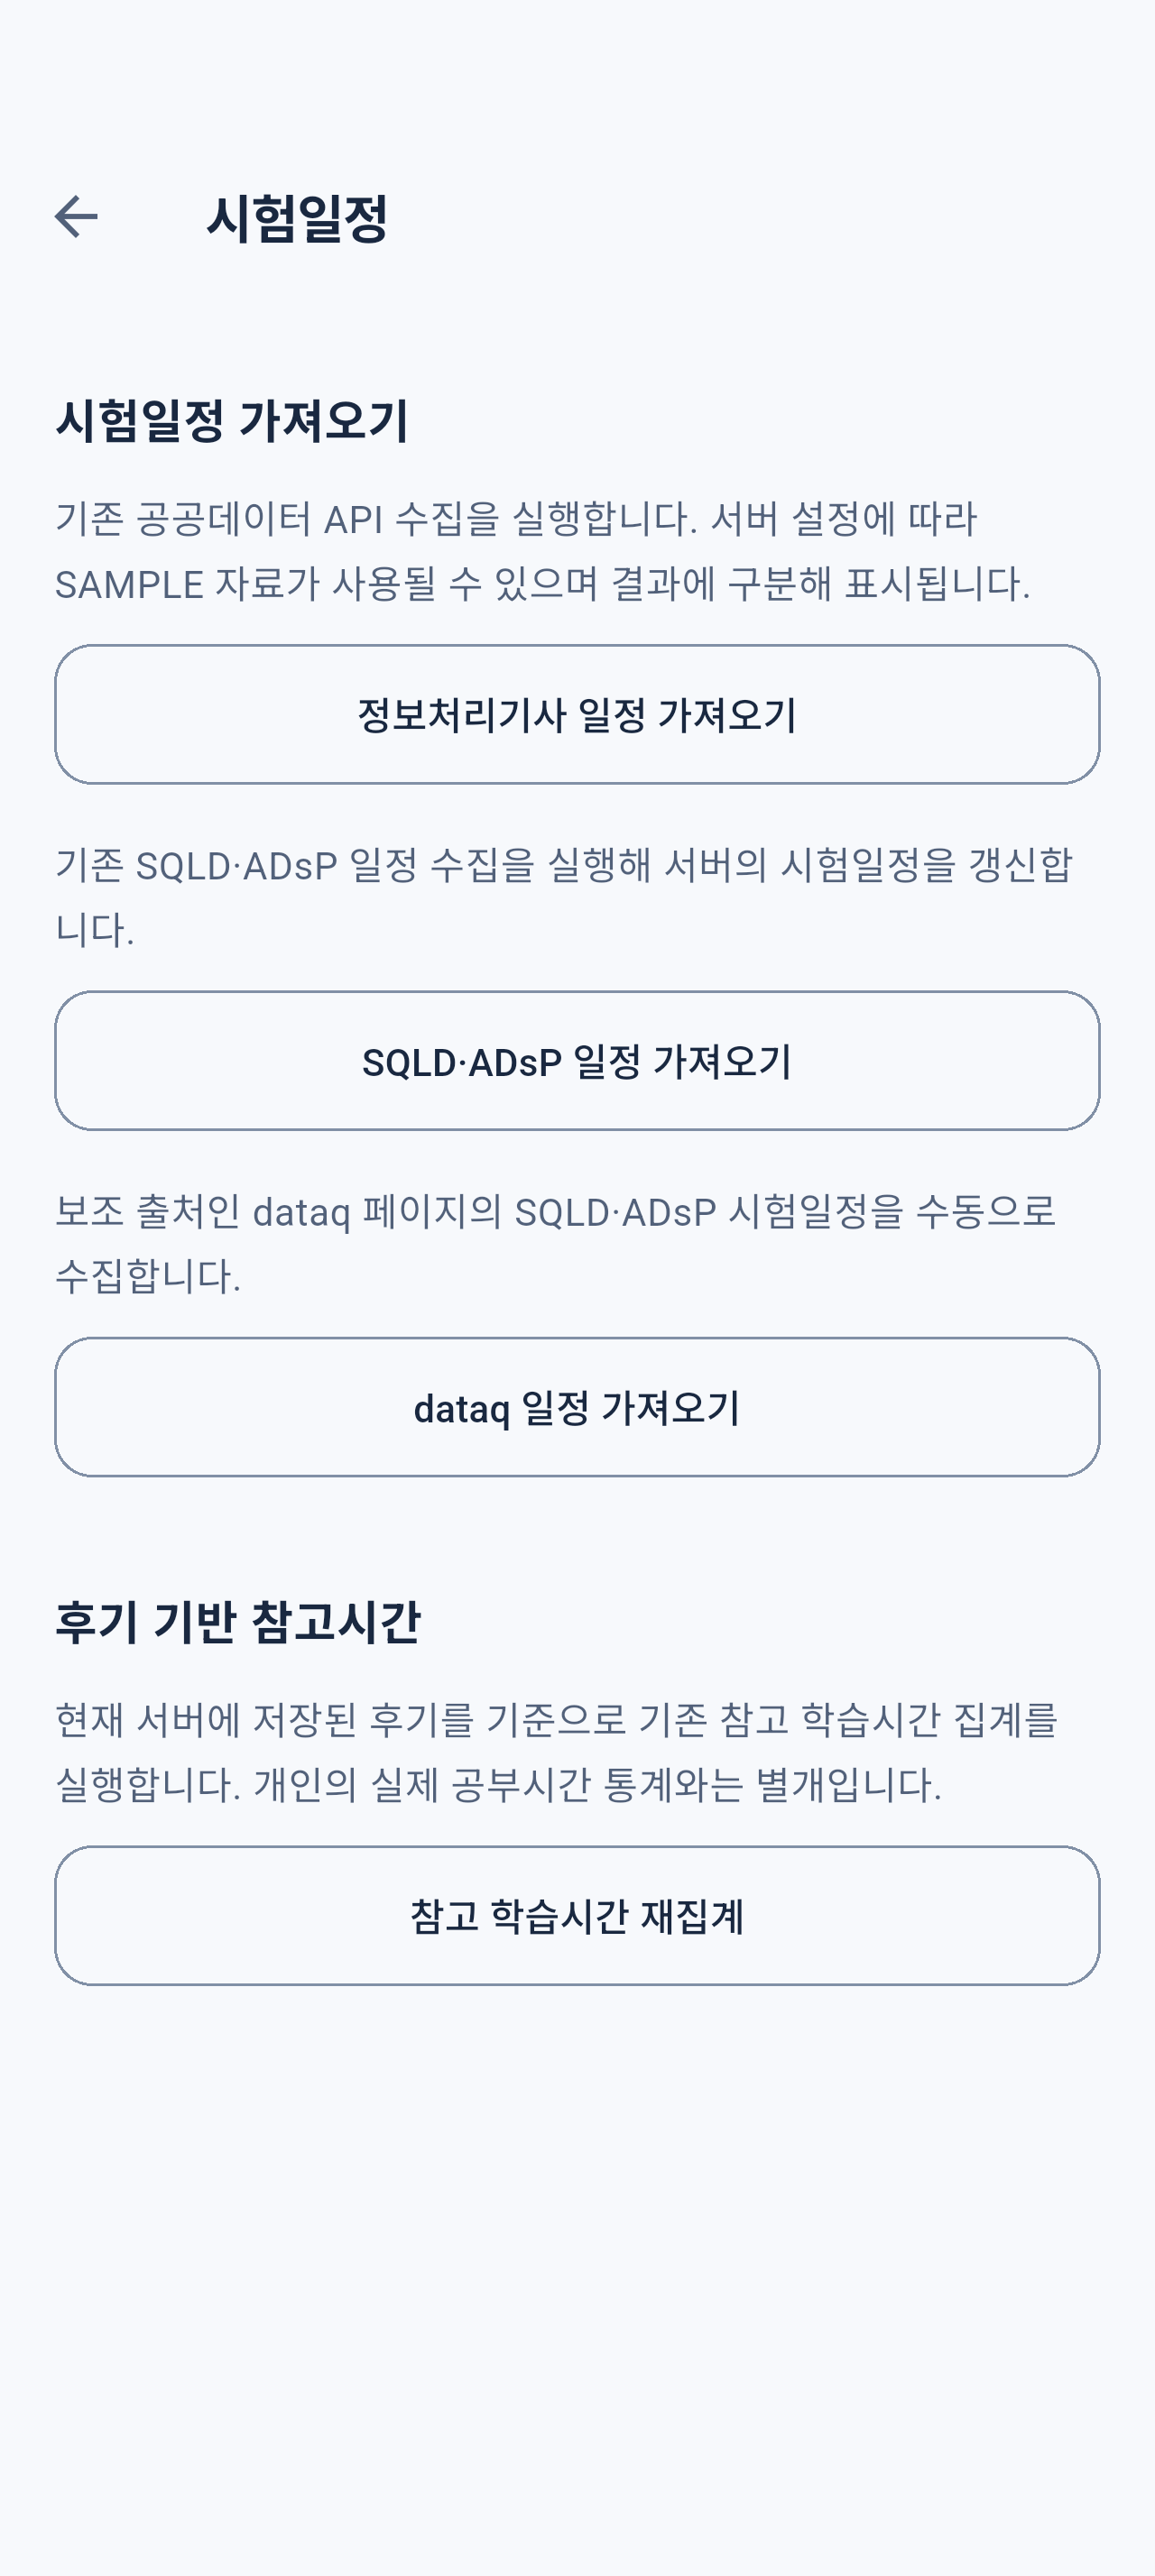 시험일정
시험일정 가져오기
기존 공공데이터 API 수집을 실행합니다. 서버 설정에 따라
SAMPLE 자료가 사용될 수 있으며 결과에 구분해 표시됩니다.
정보처리기사 일정 가져오기
기존 SQLD·ADsP 일정 수집을 실행해 서버의 시험일정을 갱신합
니다.
SQLD·ADsP 일정 가져오기
보조 출처인 dataq 페이지의 SQLD·ADsP 시험일정을 수동으로
수집합니다.
dataq 일정 가져오기
후기 기반 참고시간
현재 서버에 저장된 후기를 기준으로 기존 참고 학습시간 집계를
실행합니다. 개인의 실제 공부시간 통계와는 별개입니다.
참고 학습시간 재집계